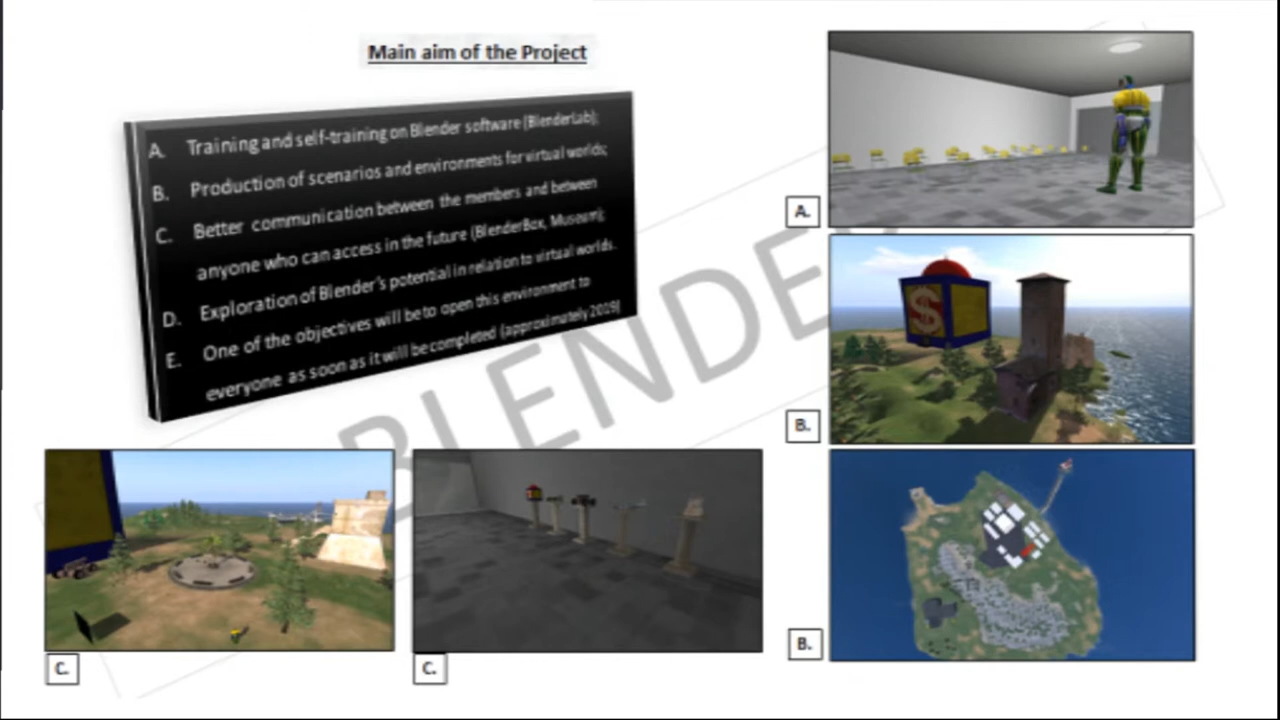 Main aim of the Project
A. Training and self-training on Blender software (BlenderLab);
B. Production of scenarios and environments for virtual worlds;
C. Better communication between the members and between
anyone who can access in the future (BlenderBox, Museum);
D. Exploration of Blender's potential in relation to virtual worlds.
E. One of the objectives will be to open this environment to
everyone as soon as it will be completed (approximately 2019)
BLENDE
A.
$
B.
B.
C.
C.